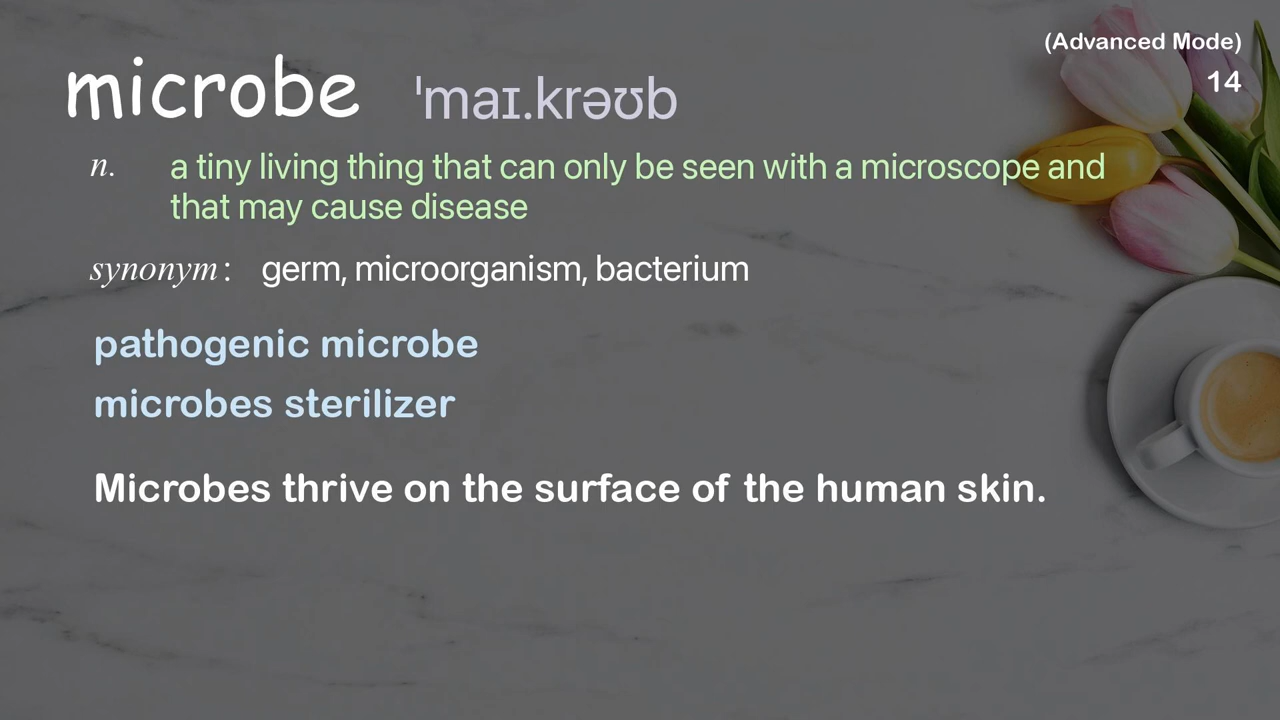 (Advanced Mode)
14
microbe ˈmaɪ.krəʊb
n. a tiny living thing that can only be seen with a microscope and
that may cause disease
synonym: germ, microorganism, bacterium
pathogenic microbe
microbes sterilizer
Microbes thrive on the surface of the human skin.